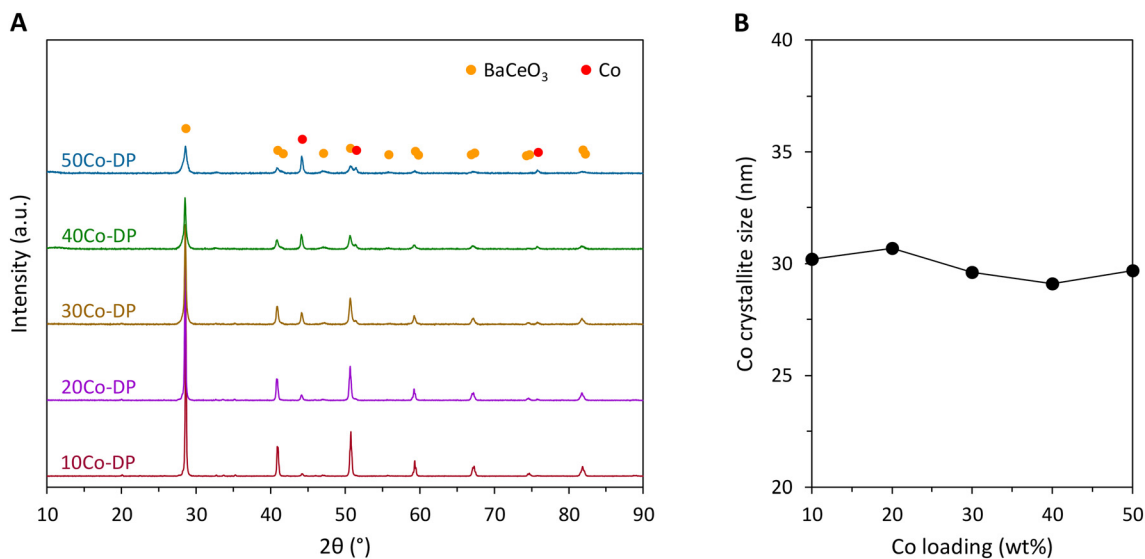 A
BaCeO₃
Co
50Co-DP
40Co-DP
30Co-DP
20Co-DP
10Co-DP
Intensity (a.u.)
10 20 30 40 50 60 70 80 90
2θ (°)
B
40
35
30
25
20
Co crystallite size (nm)
10 20 30 40 50
Co loading (wt%)